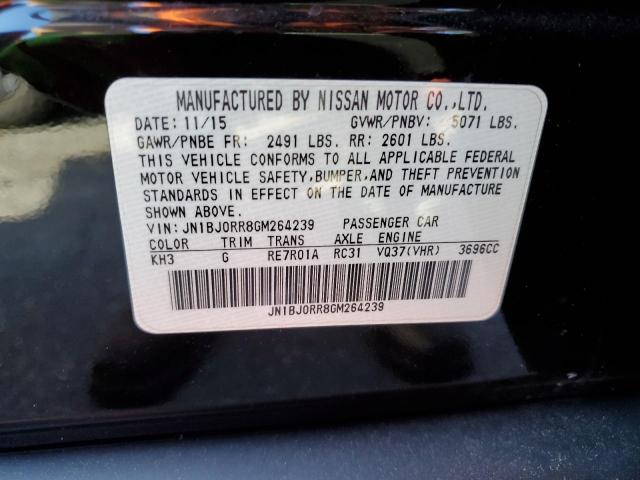 MANUFACTURED BY NISSAN MOTOR CO.,LTD.
DATE: 11/15 GVWR/PNBV: 5071 LBS.
GAWR/PNBE FR: 2491 LBS. RR: 2601 LBS.
THIS VEHICLE CONFORMS TO ALL APPLICABLE FEDERAL
MOTOR VEHICLE SAFETY,BUMPER,AND THEFT PREVENTION
STANDARDS IN EFFECT ON THE DATE OF MANUFACTURE
SHOWN ABOVE.
VIN: JN1BJ0RR8GM264239 PASSENGER CAR
COLOR TRIM TRANS AXLE ENGINE
KH3 G RE7R01A RC31 VQ37(VHR) 3696CC
JN1BJ0RR8GM264239